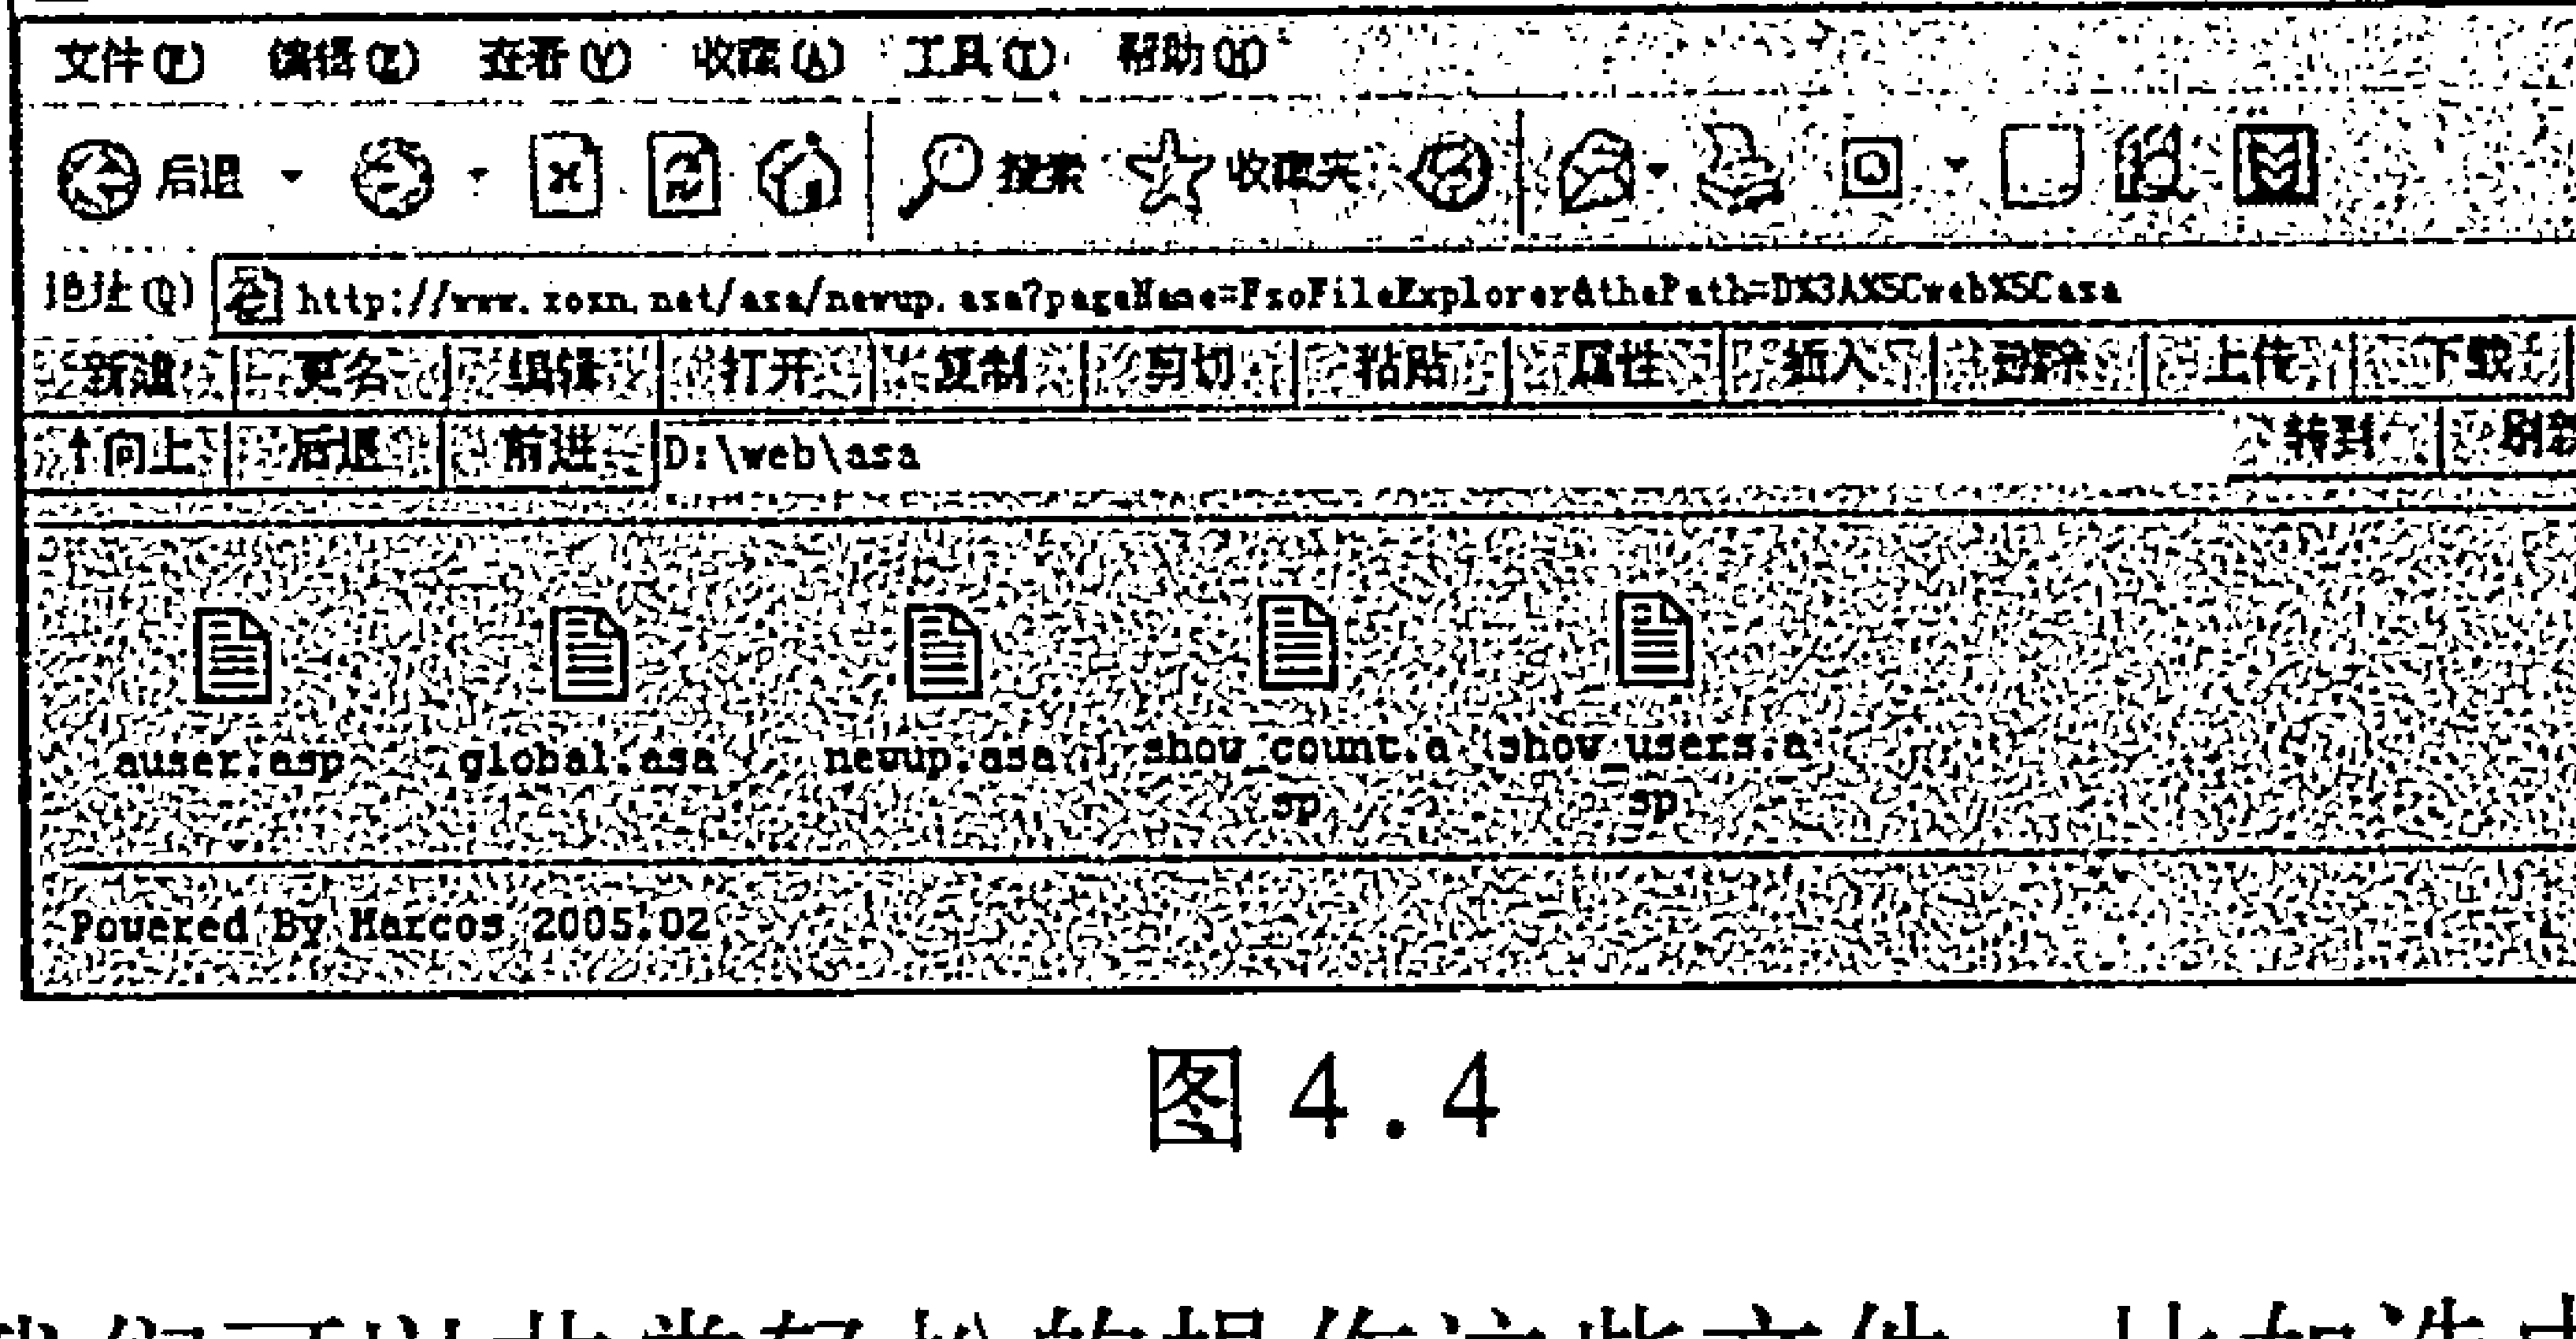 文件(F) 编辑(E) 查看(V) 收藏(A) 工具(T) 帮助(H)
后退 搜索 收藏夹
地址(D) http://www.xosn.net/asa/newup.asa?pageName=FsoFileExplorer&thePath=D%3A%5Cweb%5Casa
新建 更名 编辑 打开 复制 剪切 粘贴 属性 插入 删除 上传 下载
↑向上 后退 前进 D:\web\asa 转到 刷新
auser.asp global.asa newup.asa show_count.a show_users.a
sp sp
Powered By Marcos 2005.02
图 4.4